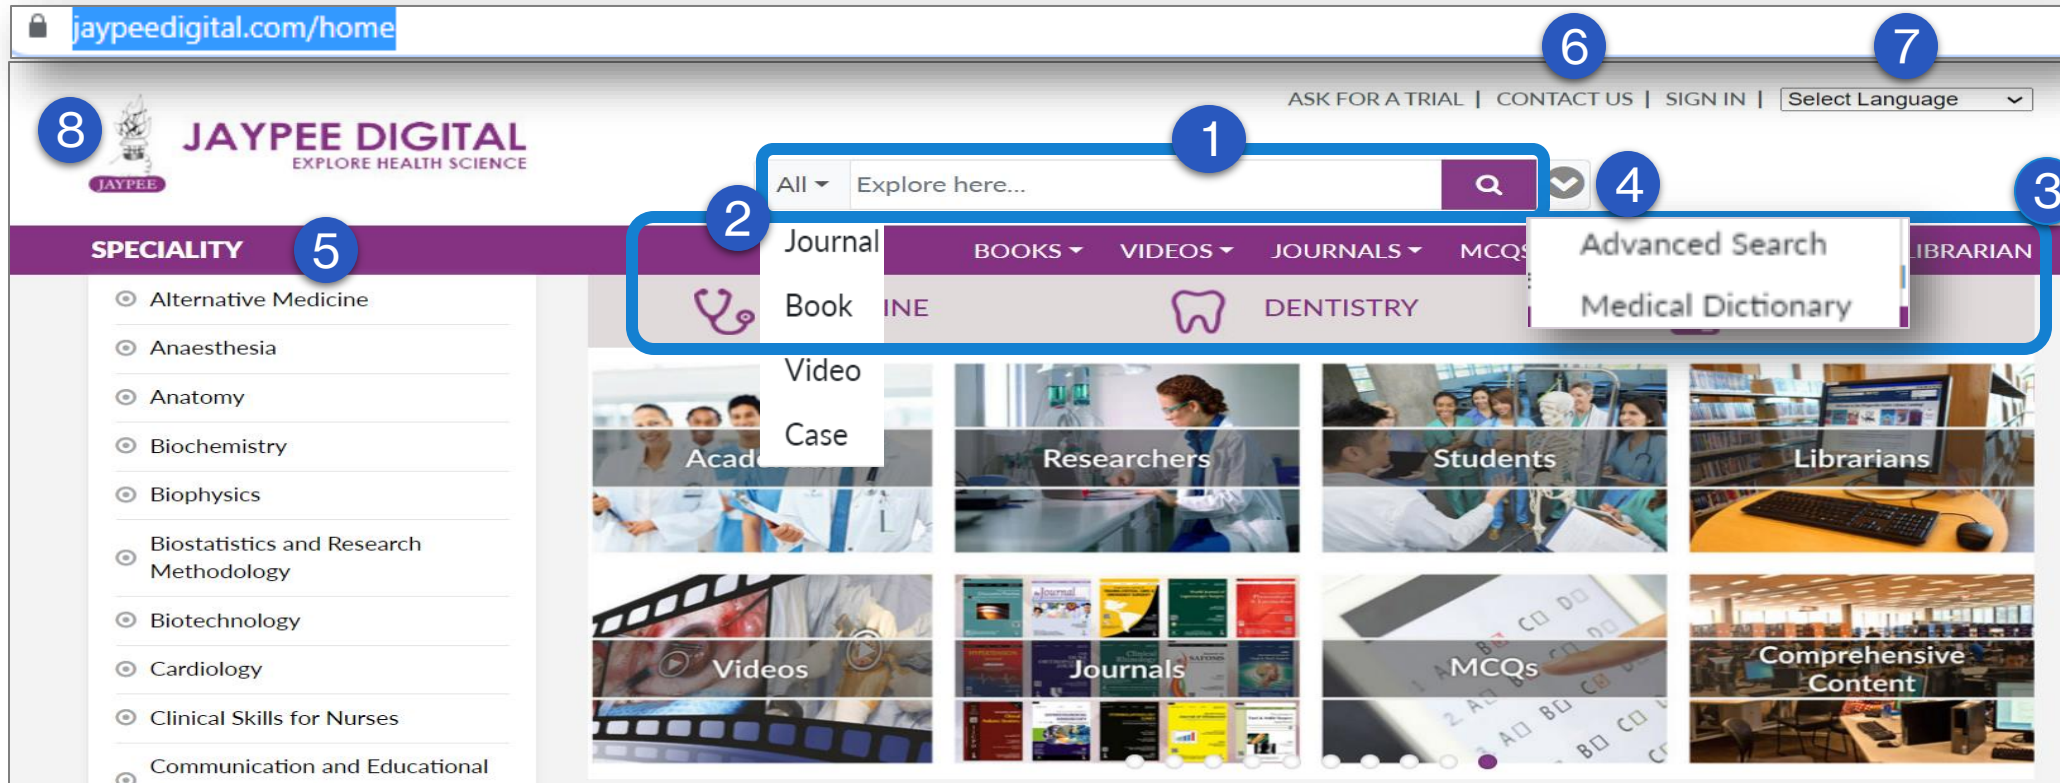 jaypeedigital.com/home
6
7
ASK FOR A TRIAL | CONTACT US | SIGN IN | Select Language
8
JAYPEE DIGITAL
EXPLORE HEALTH SCIENCE
JAYPEE
1
All Explore here...
4
3
2
SPECIALITY
5
Journal
Book
Video
Case
BOOKS VIDEOS JOURNALS MCQS
Advanced Search
Medical Dictionary
IBRARIAN
INE
DENTISTRY
Alternative Medicine
Anaesthesia
Anatomy
Biochemistry
Biophysics
Biostatistics and Research
Methodology
Biotechnology
Cardiology
Clinical Skills for Nurses
Communication and Educational
Acad
Researchers
Students
Librarians
Videos
Journals
MCQs
Comprehensive
Content